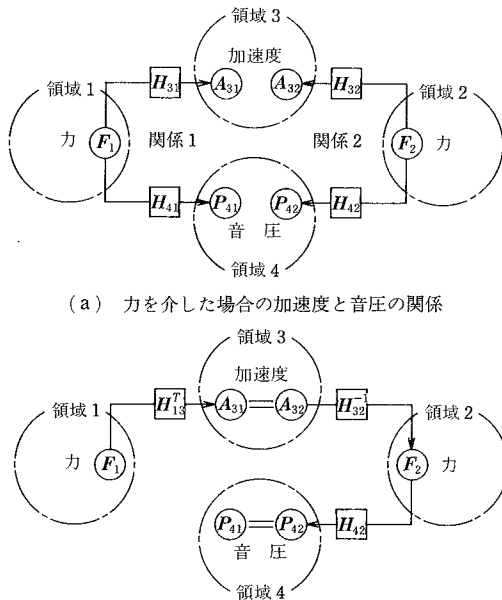 領域3
加速度
H31
A31
A32
H32
領域1
領域2
力
F1
関係1
関係2
F2
力
H41
P41
P42
H42
音 圧
領域4
(a) 力を介した場合の加速度と音圧の関係
領域3
加速度
領域1
H^T_13
A31
A32
H^-1_32
領域2
力
F1
F2
力
P41
P42
H42
音 圧
領域4